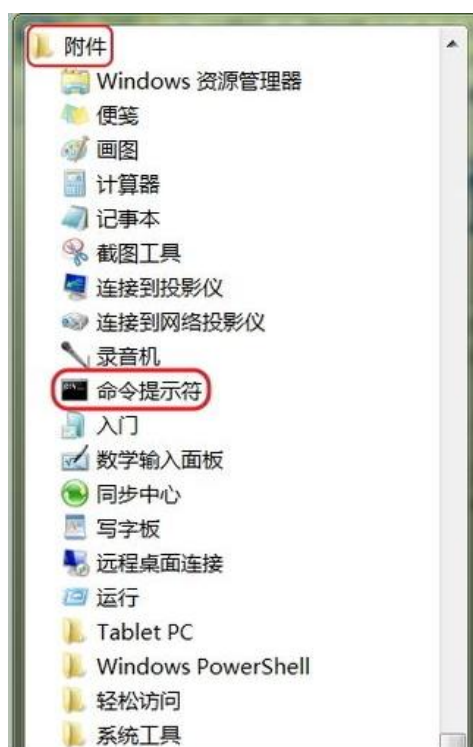 附件
Windows 资源管理器
便笺
画图
计算器
记事本
截图工具
连接到投影仪
连接到网络投影仪
录音机
命令提示符
入门
数学输入面板
同步中心
写字板
远程桌面连接
运行
Tablet PC
Windows PowerShell
轻松访问
系统工具